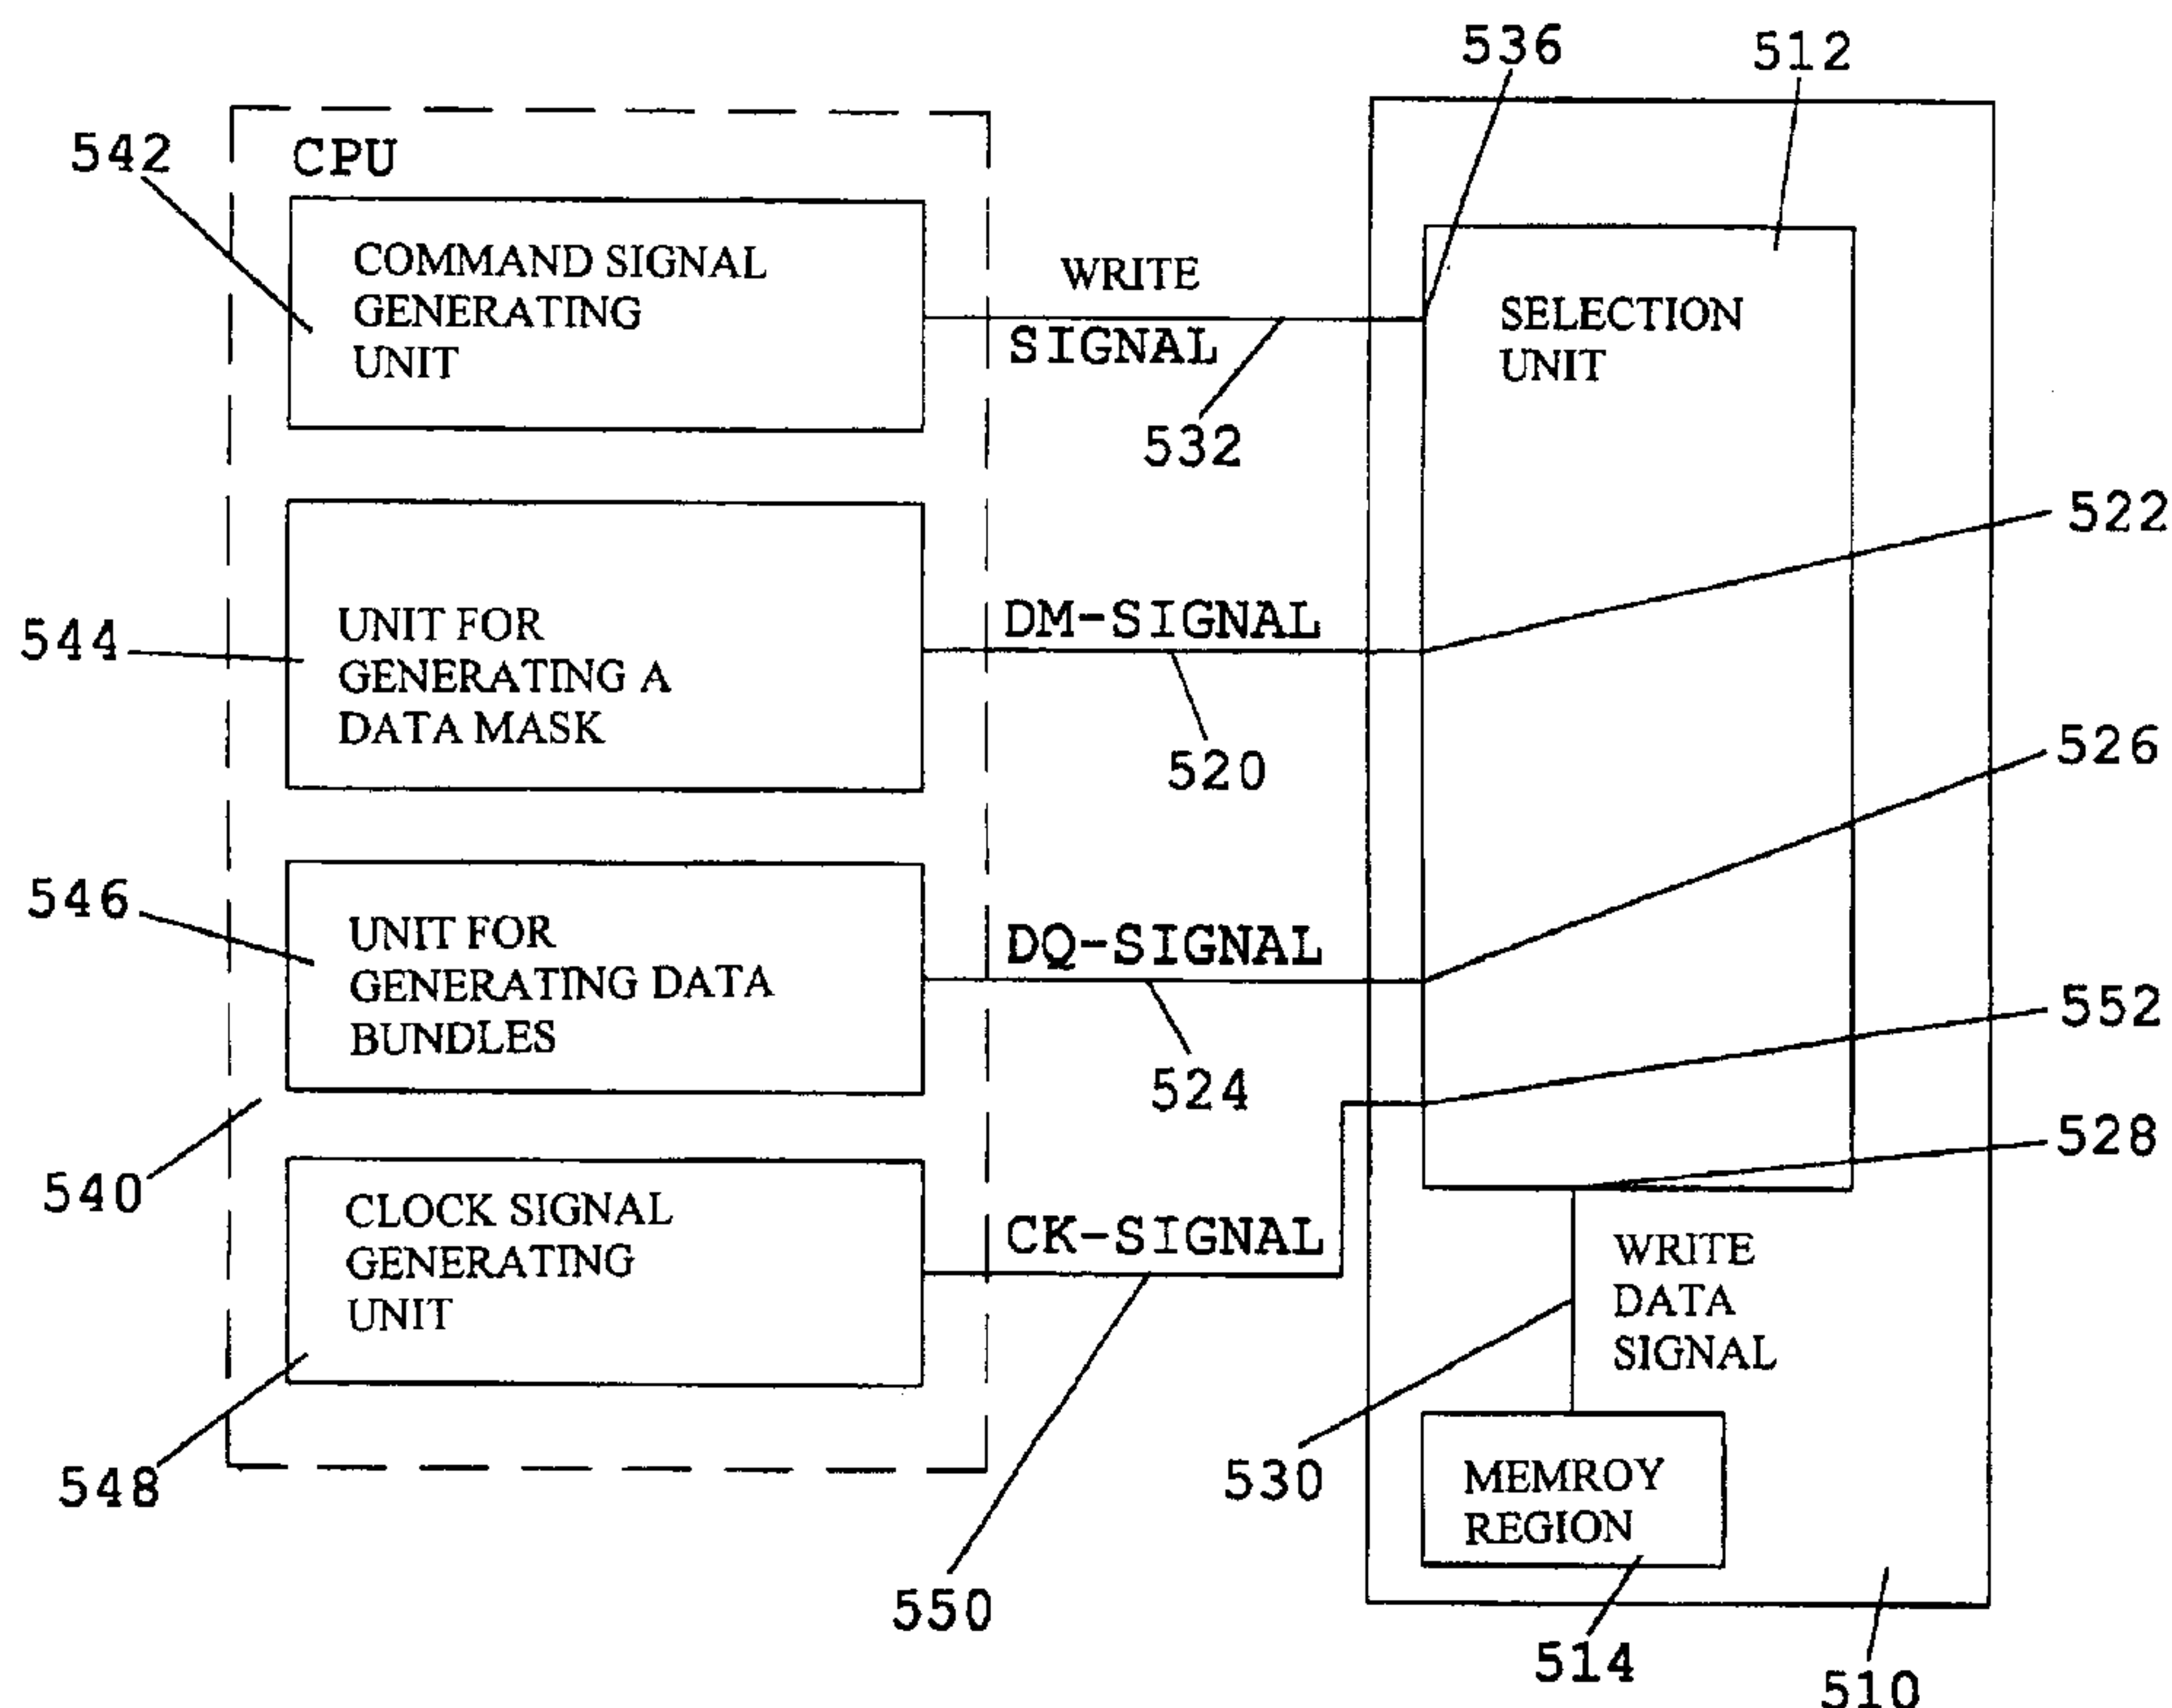 536
512
542
CPU
COMMAND SIGNAL
GENERATING
UNIT
WRITE
SIGNAL
532
SELECTION
UNIT
522
544
UNIT FOR
GENERATING A
DATA MASK
DM-SIGNAL
520
526
546
UNIT FOR
GENERATING DATA
BUNDLES
DQ-SIGNAL
524
552
528
540
CLOCK SIGNAL
GENERATING
UNIT
CK-SIGNAL
WRITE
DATA
SIGNAL
548
550
530
MEMROY
REGION
514
510